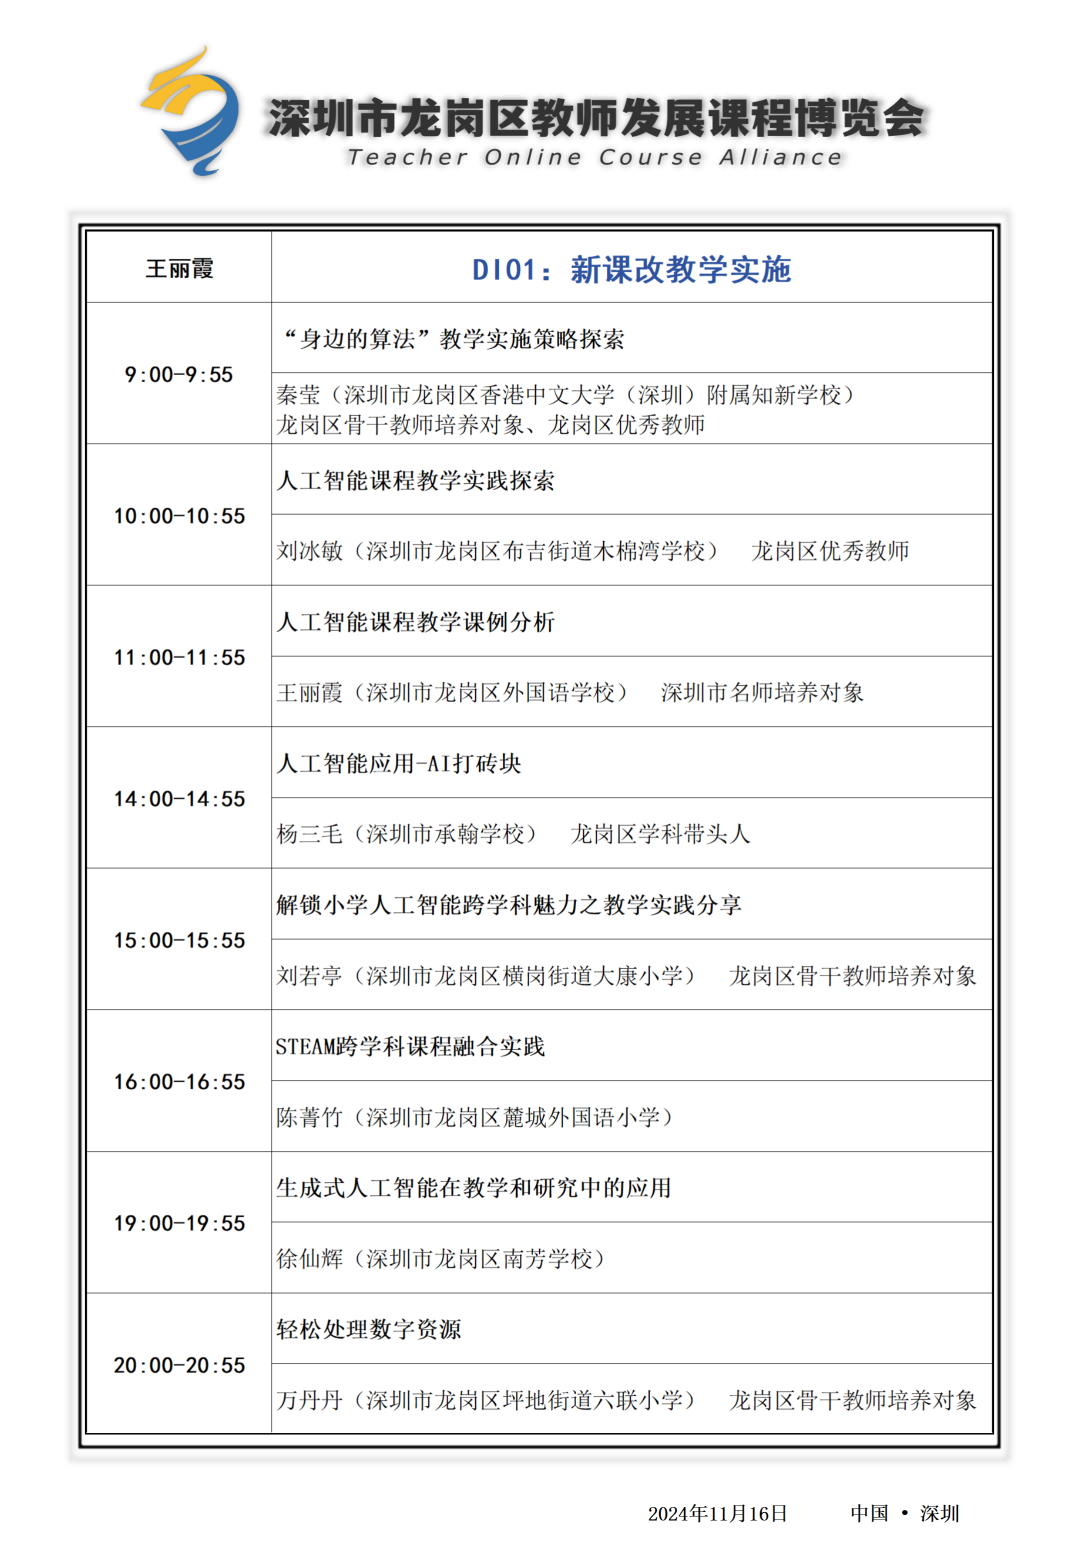 深圳市龙岗区教师发展课程博览会
Teacher Online Course Alliance
王丽霞
DI01：新课改教学实施
9:00-9:55
“身边的算法”教学实施策略探索
秦莹（深圳市龙岗区香港中文大学（深圳）附属知新学校）
龙岗区骨干教师培养对象、龙岗区优秀教师
10:00-10:55
人工智能课程教学实践探索
刘冰敏（深圳市龙岗区布吉街道木棉湾学校） 龙岗区优秀教师
11:00-11:55
人工智能课程教学课例分析
王丽霞（深圳市龙岗区外国语学校） 深圳市名师培养对象
14:00-14:55
人工智能应用-AI打砖块
杨三毛（深圳市承翰学校） 龙岗区学科带头人
15:00-15:55
解锁小学人工智能跨学科魅力之教学实践分享
刘若亭（深圳市龙岗区横岗街道大康小学） 龙岗区骨干教师培养对象
16:00-16:55
STEAM跨学科课程融合实践
陈菁竹（深圳市龙岗区麓城外国语小学）
19:00-19:55
生成式人工智能在教学和研究中的应用
徐仙辉（深圳市龙岗区南芳学校）
20:00-20:55
轻松处理数字资源
万丹丹（深圳市龙岗区坪地街道六联小学） 龙岗区骨干教师培养对象
2024年11月16日 中国 • 深圳